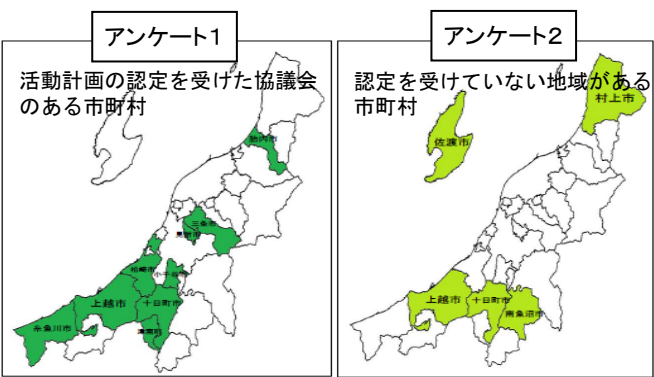 アンケート1
活動計画の認定を受けた協議会
のある市町村
胎内市
三条市
見附市
柏崎市
小千谷市
上越市
十日町市
糸魚川市
津南町
アンケート2
認定を受けていない地域がある
市町村
村上市
佐渡市
上越市
十日町市
南魚沼市